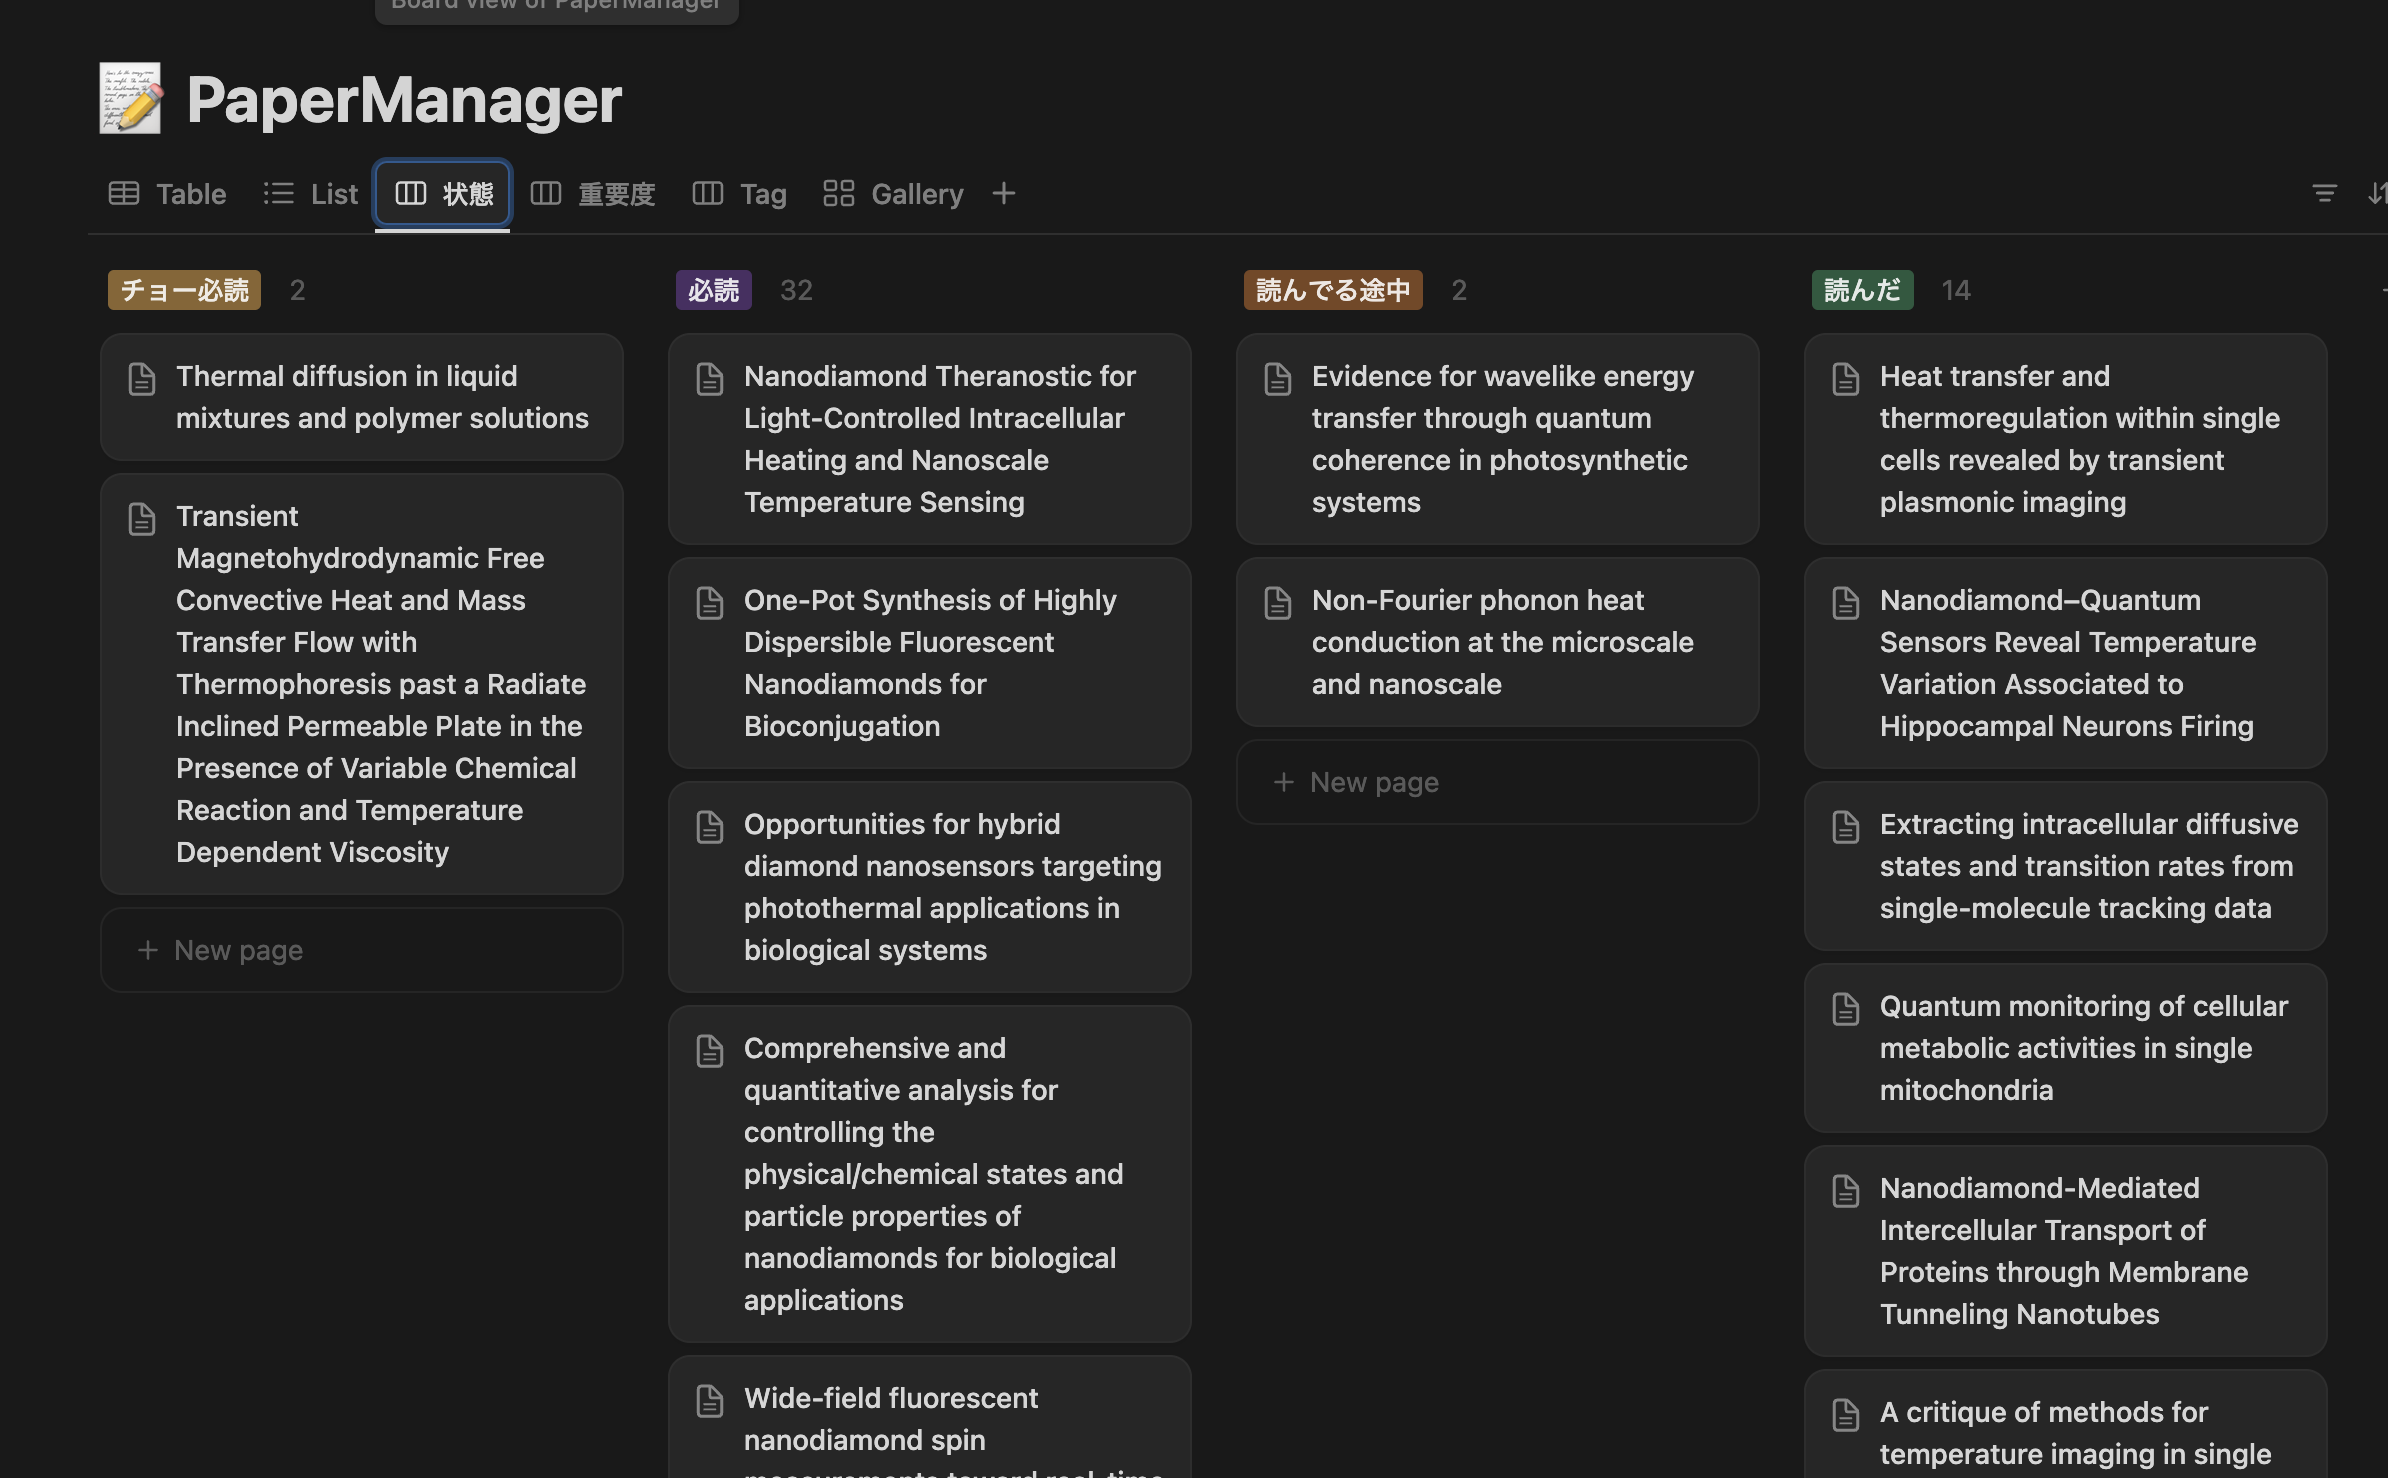 Board view of PaperManager
PaperManager
Table
List
状態
重要度
Tag
Gallery
チョー必読 2
Thermal diffusion in liquid
mixtures and polymer solutions
Transient
Magnetohydrodynamic Free
Convective Heat and Mass
Transfer Flow with
Thermophoresis past a Radiate
Inclined Permeable Plate in the
Presence of Variable Chemical
Reaction and Temperature
Dependent Viscosity
New page
必読 32
Nanodiamond Theranostic for
Light-Controlled Intracellular
Heating and Nanoscale
Temperature Sensing
One-Pot Synthesis of Highly
Dispersible Fluorescent
Nanodiamonds for
Bioconjugation
Opportunities for hybrid
diamond nanosensors targeting
photothermal applications in
biological systems
Comprehensive and
quantitative analysis for
controlling the
physical/chemical states and
particle properties of
nanodiamonds for biological
applications
Wide-field fluorescent
nanodiamond spin
measurements toward real-time
読んでる途中 2
Evidence for wavelike energy
transfer through quantum
coherence in photosynthetic
systems
Non-Fourier phonon heat
conduction at the microscale
and nanoscale
New page
読んだ 14
Heat transfer and
thermoregulation within single
cells revealed by transient
plasmonic imaging
Nanodiamond–Quantum
Sensors Reveal Temperature
Variation Associated to
Hippocampal Neurons Firing
Extracting intracellular diffusive
states and transition rates from
single-molecule tracking data
Quantum monitoring of cellular
metabolic activities in single
mitochondria
Nanodiamond-Mediated
Intercellular Transport of
Proteins through Membrane
Tunneling Nanotubes
A critique of methods for
temperature imaging in single